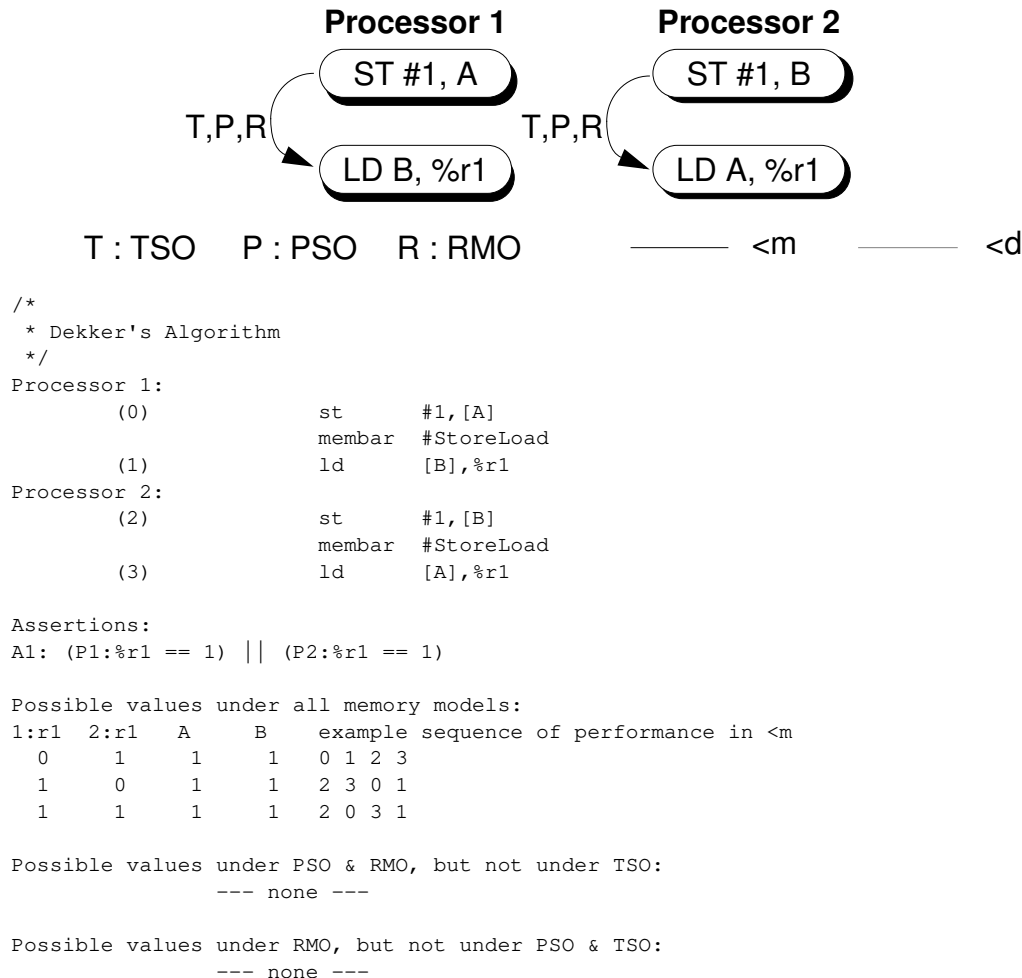 Processor 1 Processor 2
ST #1, A ST #1, B
T,P,R T,P,R
LD B, %r1 LD A, %r1
T : TSO P : PSO R : RMO <m <d
/*
* Dekker's Algorithm
*/
Processor 1:
(0) st #1,[A]
membar #StoreLoad
(1) ld [B],%r1
Processor 2:
(2) st #1,[B]
membar #StoreLoad
(3) ld [A],%r1
Assertions:
A1: (P1:%r1 == 1) || (P2:%r1 == 1)
Possible values under all memory models:
1:r1 2:r1 A B example sequence of performance in <m
0 1 1 1 0 1 2 3
1 0 1 1 2 3 0 1
1 1 1 1 2 0 3 1
Possible values under PSO & RMO, but not under TSO:
--- none ---
Possible values under RMO, but not under PSO & TSO:
--- none ---